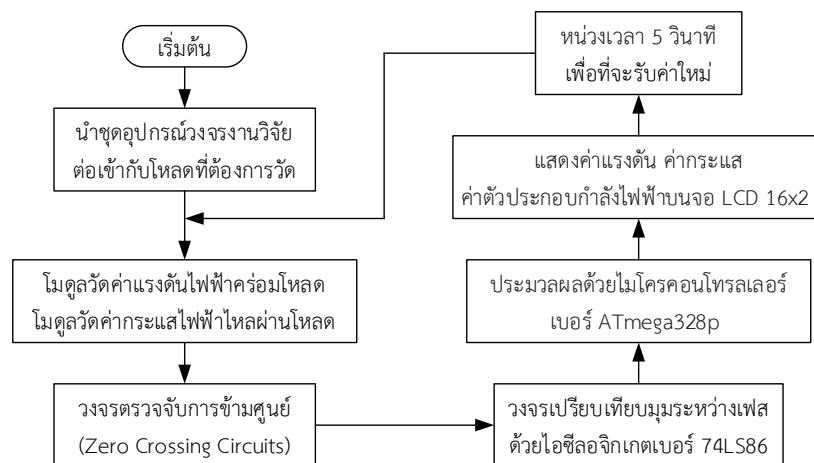 เริ่มต้น
นำชุดอุปกรณ์วงจรงานวิจัย
ต่อเข้ากับโหลดที่ต้องการวัด
โมดูลวัดค่าแรงดันไฟฟ้าคร่อมโหลด
โมดูลวัดค่ากระแสไฟฟ้าไหลผ่านโหลด
วงจรตรวจจับการข้ามศูนย์
(Zero Crossing Circuits)
วงจรเปรียบเทียบมุมระหว่างเฟส
ด้วยไอซีลอจิกเกตเบอร์ 74LS86
ประมวลผลด้วยไมโครคอนโทรลเลอร์
เบอร์ ATmega328p
แสดงค่าแรงดัน ค่ากระแส
ค่าตัวประกอบกำลังไฟฟ้าบนจอ LCD 16x2
หน่วงเวลา 5 วินาที
เพื่อที่จะรับค่าใหม่